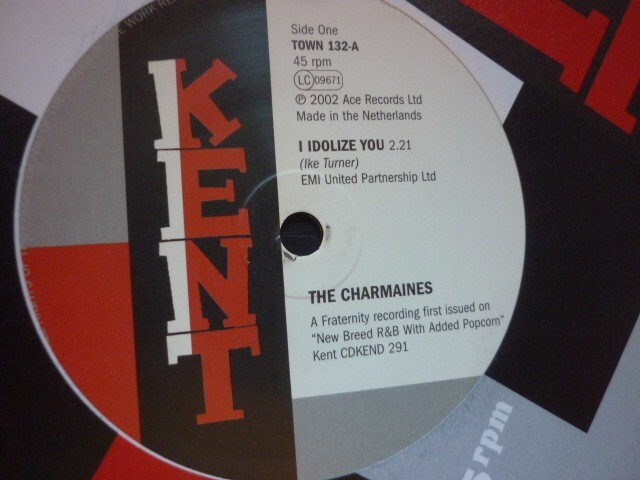 WORK
KENT
Side One
TOWN 132-A
45 rpm
LC 09671
℗ 2002 Ace Records Ltd
Made in the Netherlands
I IDOLIZE YOU 2.21
(Ike Turner)
EMI United Partnership Ltd
THE CHARMAINES
A Fraternity recording first issued on
"New Breed R&B With Added Popcorn"
Kent CDKEND 291
rpm